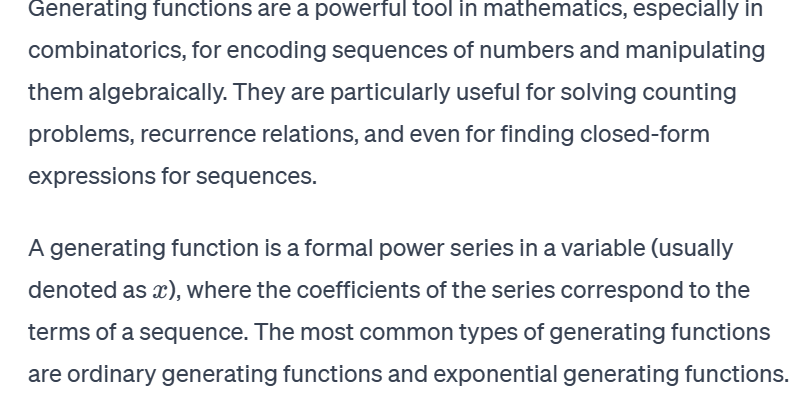 Generating functions are a powerful tool in mathematics, especially in
combinatorics, for encoding sequences of numbers and manipulating
them algebraically. They are particularly useful for solving counting
problems, recurrence relations, and even for finding closed-form
expressions for sequences.
A generating function is a formal power series in a variable (usually
denoted as x), where the coefficients of the series correspond to the
terms of a sequence. The most common types of generating functions
are ordinary generating functions and exponential generating functions.